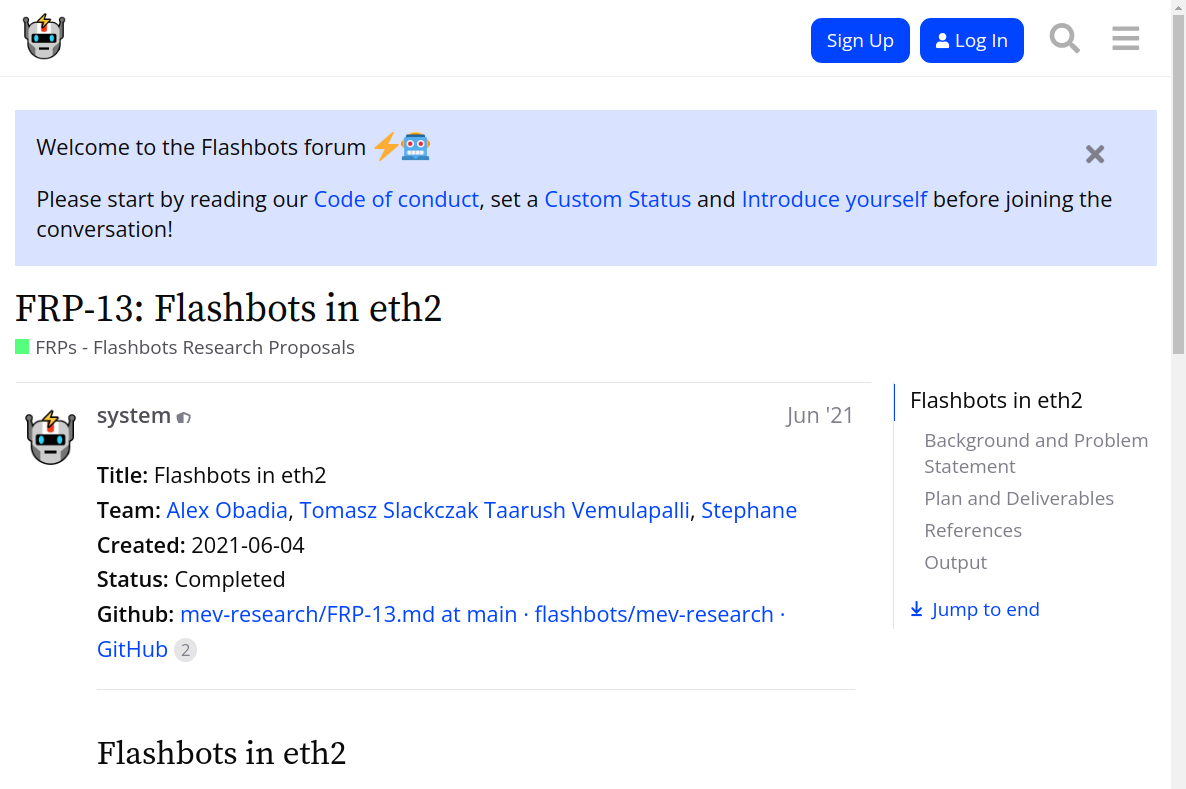 Sign Up
Log In
Welcome to the Flashbots forum
Please start by reading our Code of conduct, set a Custom Status and Introduce yourself before joining the
conversation!
FRP-13: Flashbots in eth2
FRPs - Flashbots Research Proposals
system
Jun '21
Title: Flashbots in eth2
Team: Alex Obadia, Tomasz Slackczak Taarush Vemulapalli, Stephane
Created: 2021-06-04
Status: Completed
Github: mev-research/FRP-13.md at main · flashbots/mev-research ·
GitHub 2
Flashbots in eth2
Flashbots in eth2
Background and Problem
Statement
Plan and Deliverables
References
Output
Jump to end